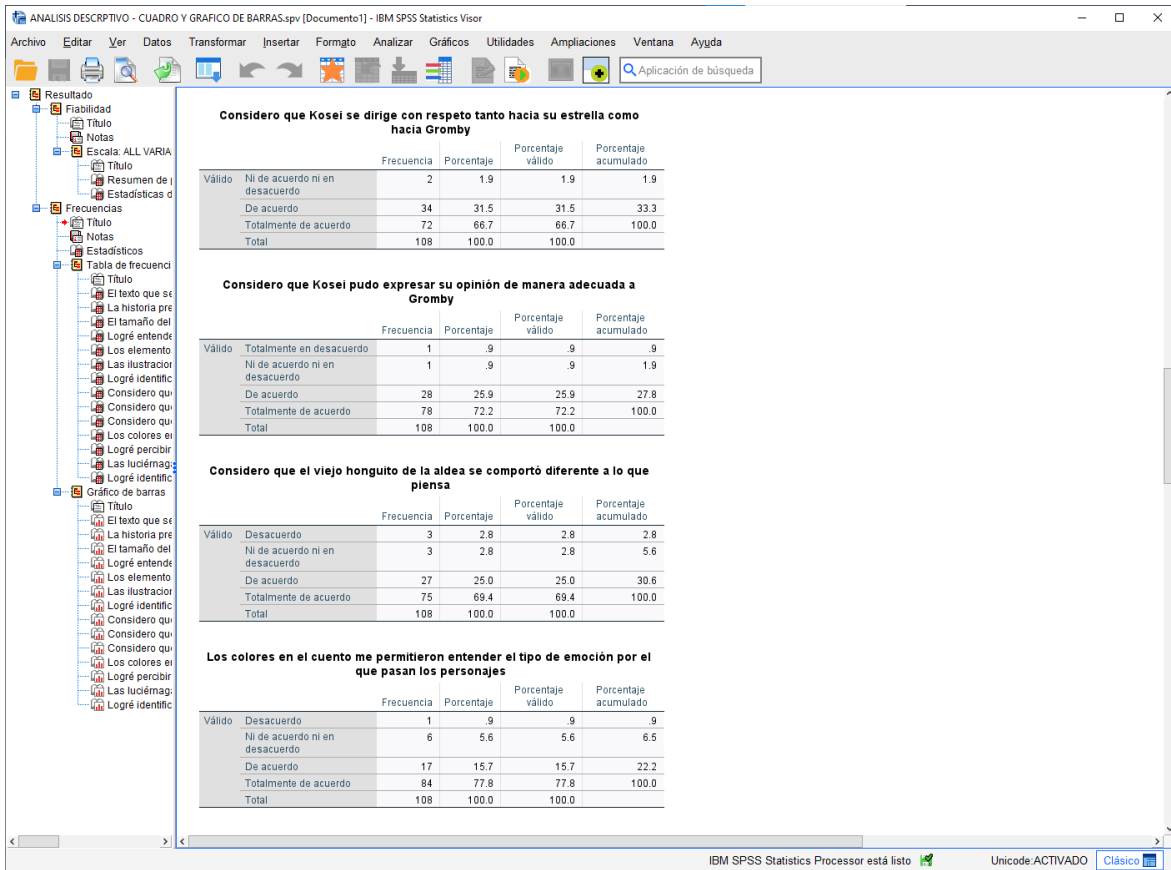 ANALISIS DESCRPTIVO - CUADRO Y GRAFICO DE BARRAS.spv [Documento1] - IBM SPSS Statistics Visor
Archivo Editar Ver Datos Transformar Insertar Formato Analizar Gráficos Utilidades Ampliaciones Ventana Ayuda
Aplicación de búsqueda
Resultado
Fiabilidad
Título
Notas
Escala: ALL VARIA
Título
Resumen de
Estadísticas d
Frecuencias
Título
Notas
Estadísticos
Tabla de frecuenci
Título
El texto que se
La historia pre
El tamaño del
Logré entende
Los elemento
Las ilustracior
Logré identific
Considero qu
Considero qu
Considero qu
Los colores e
Logré percibir
Las luciérnag
Logré identific
Gráfico de barras
Título
El texto que se
La historia pre
El tamaño del
Logré entende
Los elemento
Las ilustracior
Logré identific
Considero qu
Considero qu
Considero qu
Los colores e
Logré percibir
Las luciérnag
Logré identific
Considero que Kosei se dirige con respeto tanto hacia su estrella como
hacia Gromby
Frecuencia Porcentaje Porcentaje válido Porcentaje acumulado
Válido Ni de acuerdo ni en desacuerdo 2 1.9 1.9 1.9
De acuerdo 34 31.5 31.5 33.3
Totalmente de acuerdo 72 66.7 66.7 100.0
Total 108 100.0 100.0
Considero que Kosei pudo expresar su opinión de manera adecuada a
Gromby
Frecuencia Porcentaje Porcentaje válido Porcentaje acumulado
Válido Totalmente en desacuerdo 1 .9 .9 .9
Ni de acuerdo ni en desacuerdo 1 .9 .9 1.9
De acuerdo 28 25.9 25.9 27.8
Totalmente de acuerdo 78 72.2 72.2 100.0
Total 108 100.0 100.0
Considero que el viejo honguito de la aldea se comportó diferente a lo que
piensa
Frecuencia Porcentaje Porcentaje válido Porcentaje acumulado
Válido Desacuerdo 3 2.8 2.8 2.8
Ni de acuerdo ni en desacuerdo 3 2.8 2.8 5.6
De acuerdo 27 25.0 25.0 30.6
Totalmente de acuerdo 75 69.4 69.4 100.0
Total 108 100.0 100.0
Los colores en el cuento me permitieron entender el tipo de emoción por el
que pasan los personajes
Frecuencia Porcentaje Porcentaje válido Porcentaje acumulado
Válido Desacuerdo 1 .9 .9 .9
Ni de acuerdo ni en desacuerdo 6 5.6 5.6 6.5
De acuerdo 17 15.7 15.7 22.2
Totalmente de acuerdo 84 77.8 77.8 100.0
Total 108 100.0 100.0
IBM SPSS Statistics Processor está listo Unicode:ACTIVADO Clásico